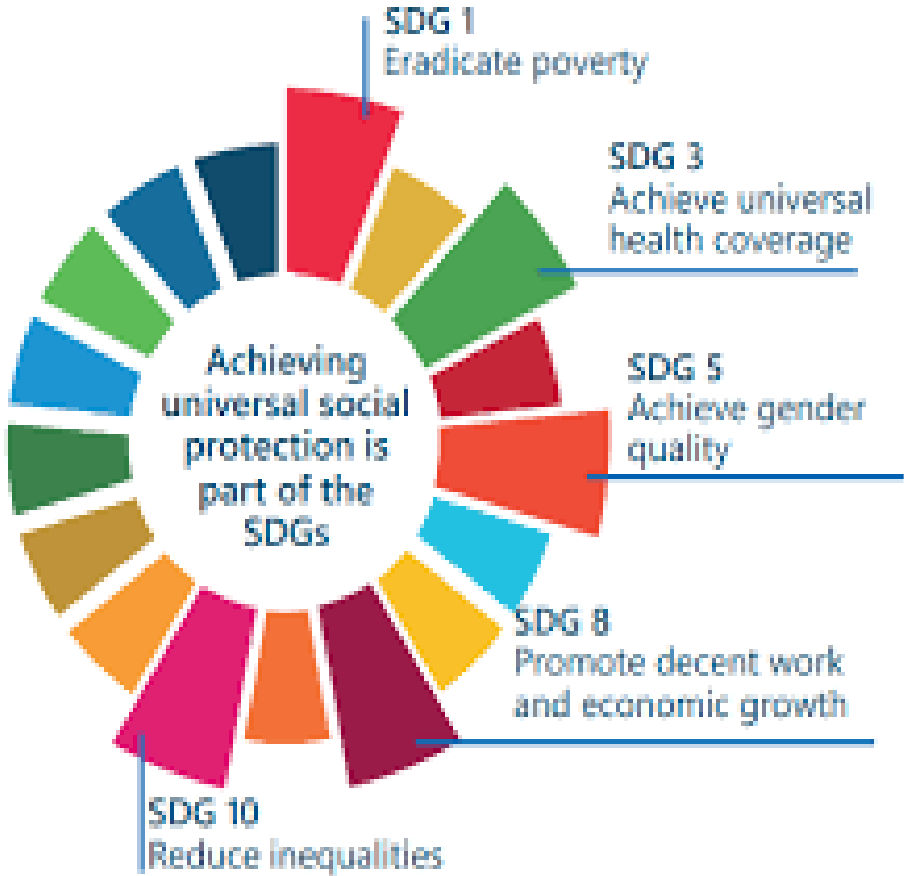 SDG 1
Eradicate poverty
SDG 3
Achieve universal
health coverage
Achieving
universal social
protection is
part of the
SDGs
SDG 5
Achieve gender
quality
SDG 8
Promote decent work
and economic growth
SDG 10
Reduce inequalities